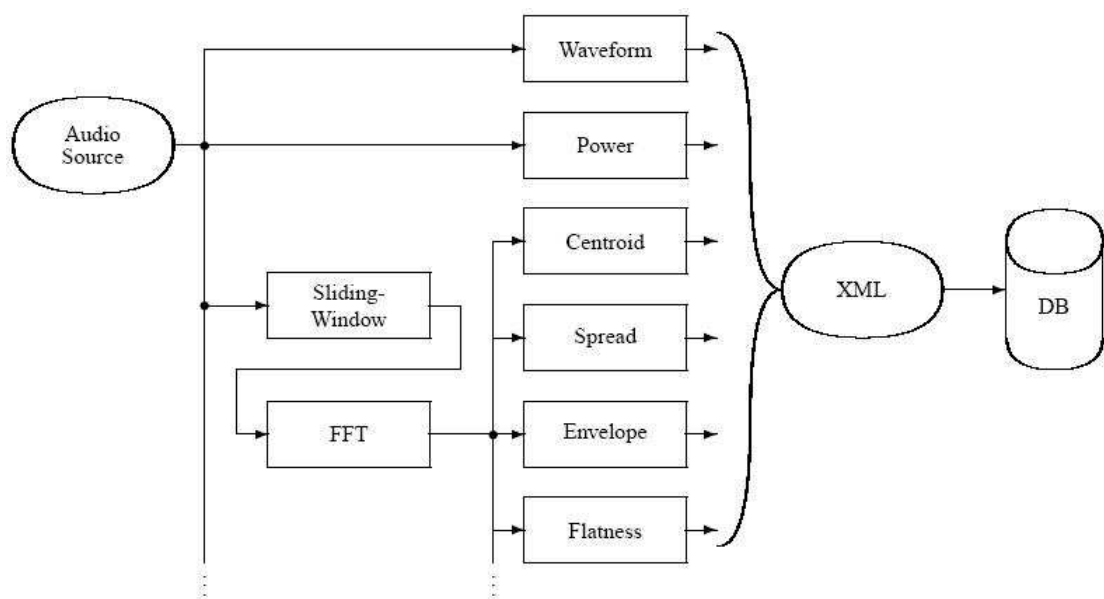 Waveform
Audio
Source
Power
Centroid
Sliding-
Window
XML
DB
Spread
FFT
Envelope
Flatness